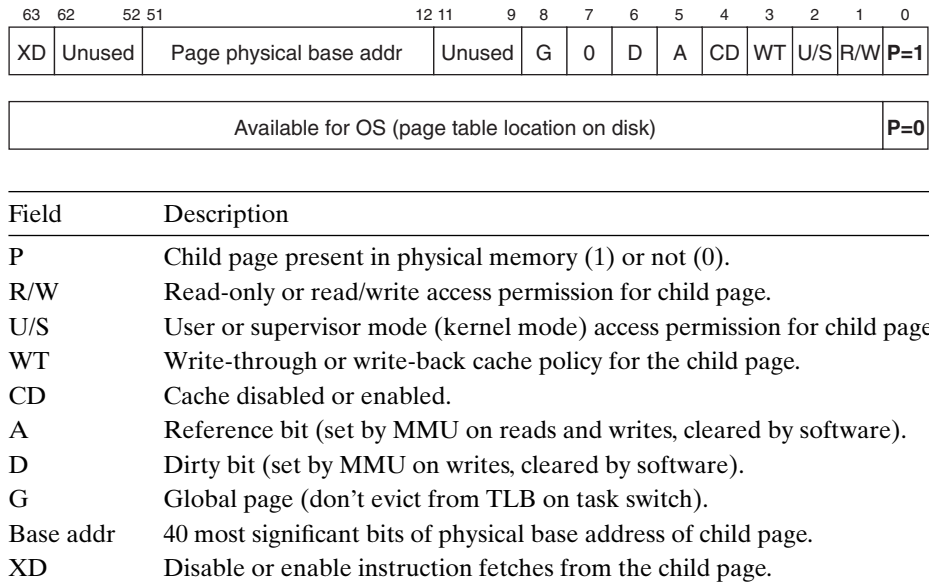 63 62 52 51 12 11 9 8 7 6 5 4 3 2 1 0
XD Unused Page physical base addr Unused G 0 D A CD WT U/S R/W P=1
Available for OS (page table location on disk) P=0
Field Description
P Child page present in physical memory (1) or not (0).
R/W Read-only or read/write access permission for child page.
U/S User or supervisor mode (kernel mode) access permission for child page
WT Write-through or write-back cache policy for the child page.
CD Cache disabled or enabled.
A Reference bit (set by MMU on reads and writes, cleared by software).
D Dirty bit (set by MMU on writes, cleared by software).
G Global page (don’t evict from TLB on task switch).
Base addr 40 most significant bits of physical base address of child page.
XD Disable or enable instruction fetches from the child page.